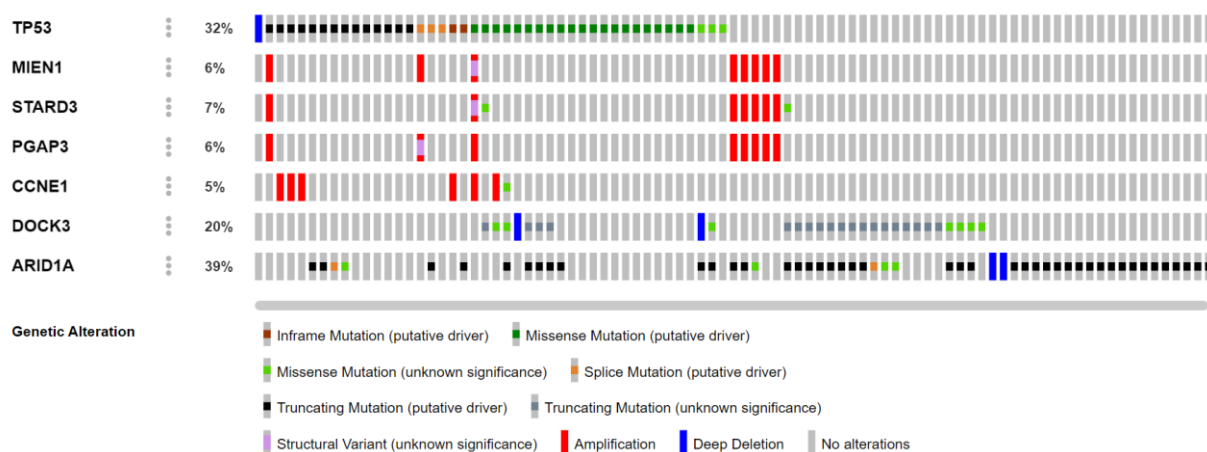 TP53 32%
MIEN1 6%
STARD3 7%
PGAP3 6%
CCNE1 5%
DOCK3 20%
ARID1A 39%
Genetic Alteration
Inframe Mutation (putative driver) Missense Mutation (putative driver)
Missense Mutation (unknown significance) Splice Mutation (putative driver)
Truncating Mutation (putative driver) Truncating Mutation (unknown significance)
Structural Variant (unknown significance) Amplification Deep Deletion No alterations